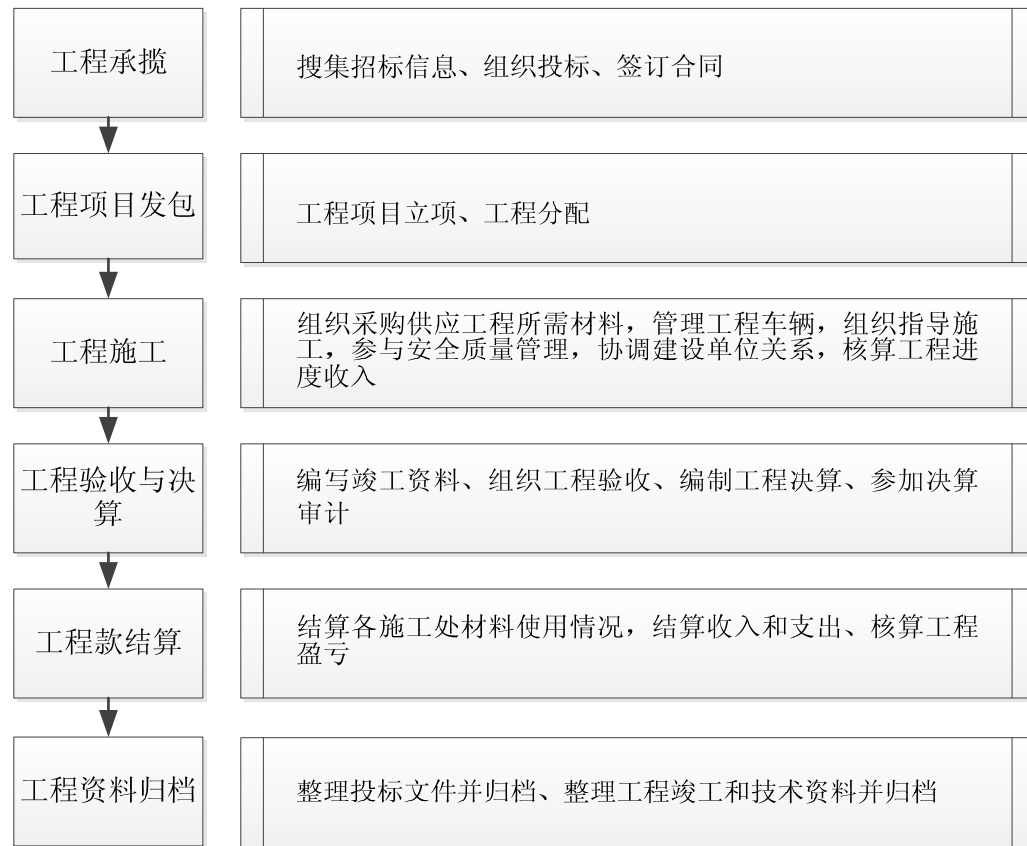 工程承揽
搜集招标信息、组织投标、签订合同
工程项目发包
工程项目立项、工程分配
工程施工
组织采购供应工程所需材料，管理工程车辆，组织指导施
工，参与安全质量管理，协调建设单位关系，核算工程进
度收入
工程验收与决
算
编写竣工资料、组织工程验收、编制工程决算、参加决算
审计
工程款结算
结算各施工处材料使用情况，结算收入和支出、核算工程
盈亏
工程资料归档
整理投标文件并归档、整理工程竣工和技术资料并归档